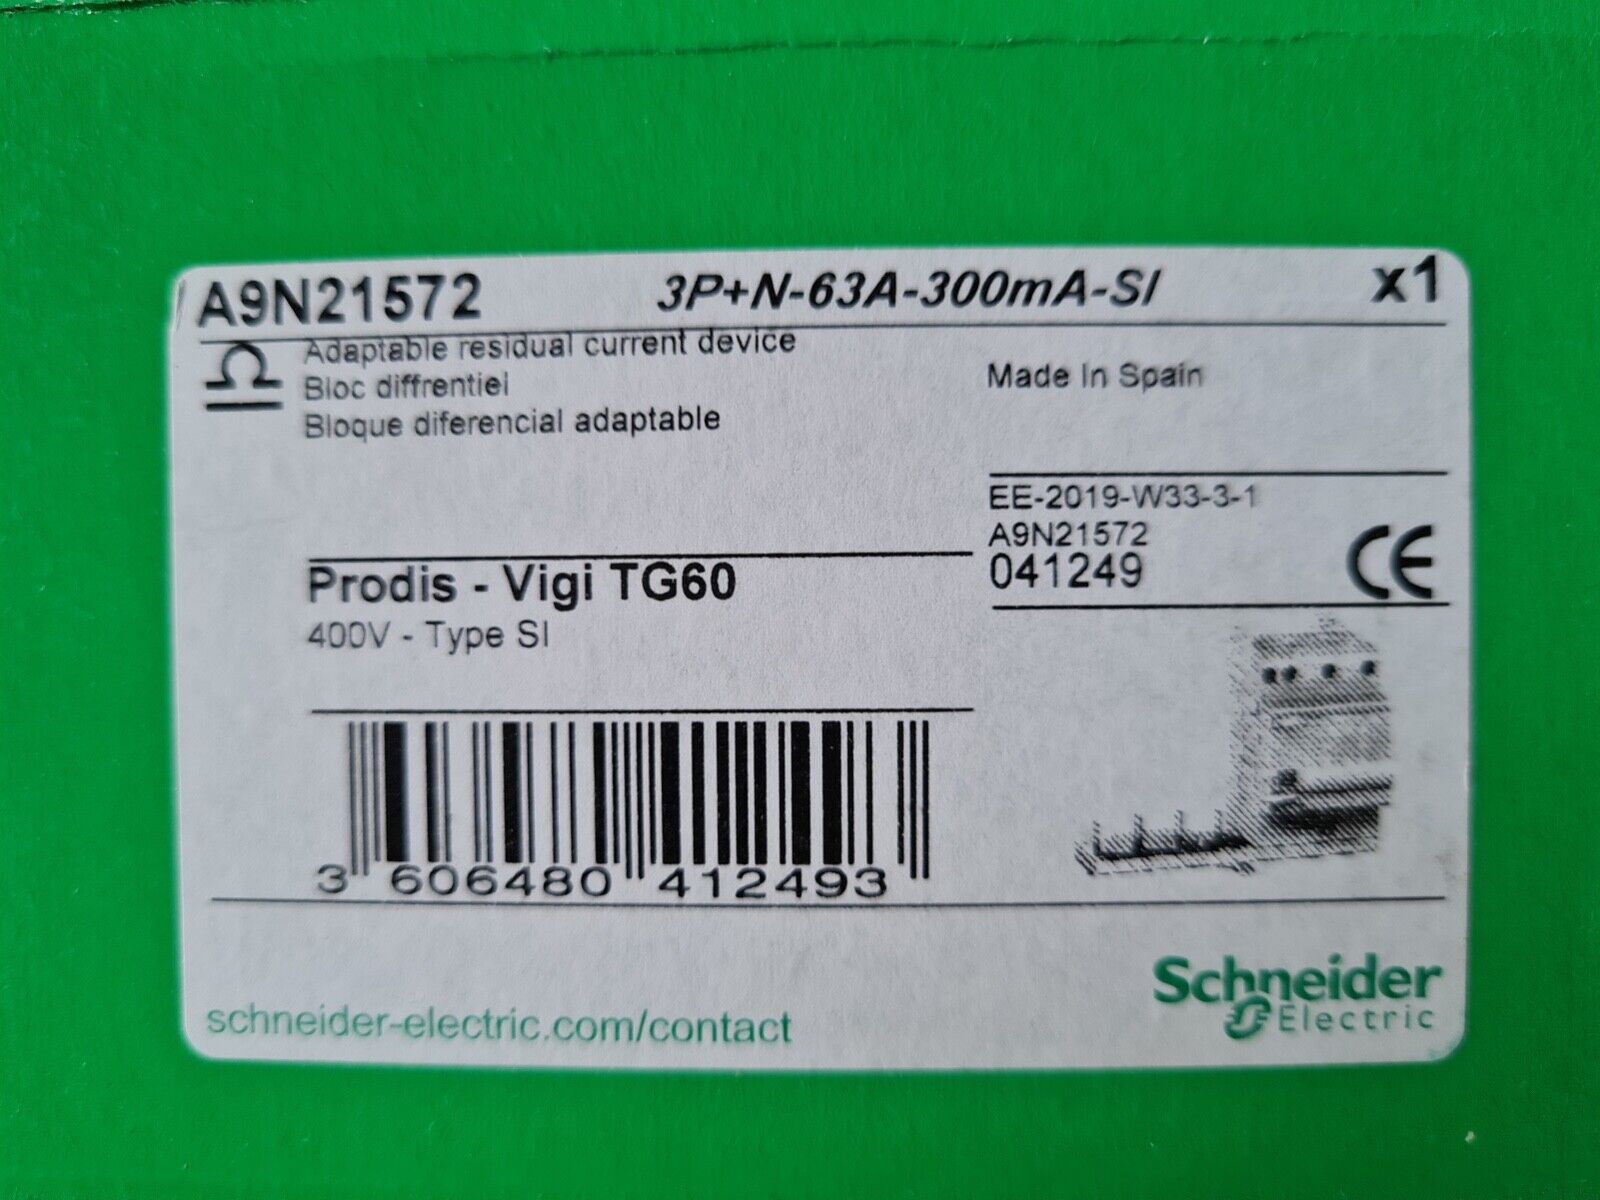 A9N21572 3P+N-63A-300mA-SI x1
Adaptable residual current device
Bloc diffrentiel
Bloque diferencial adaptable
Made In Spain
EE-2019-W33-3-1
A9N21572
041249
CE
Prodis - Vigi TG60
400V - Type SI
3 606480 412493
schneider-electric.com/contact
Schneider
Electric